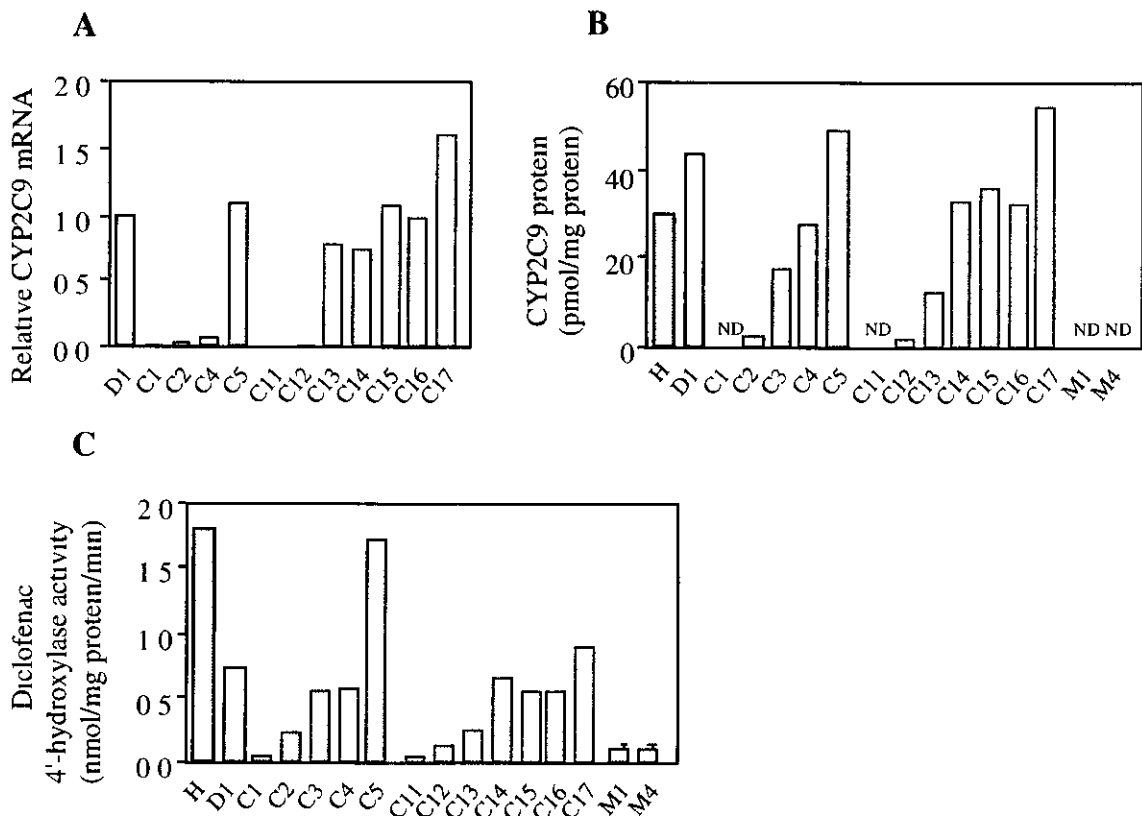 A
Relative CYP2C9 mRNA
2 0
1 5
1 0
0 5
0 0
D1 C1 C2 C4 C5 C11 C12 C13 C14 C15 C16 C17
B
CYP2C9 protein
(pmol/mg protein)
60
40
20
0
ND ND ND ND
H D1 C1 C2 C3 C4 C5 C11 C12 C13 C14 C15 C16 C17 M1 M4
C
Diclofenac
4'-hydroxylase activity
(nmol/mg protein/min)
2 0
1 5
1 0
0 5
0 0
H D1 C1 C2 C3 C4 C5 C11 C12 C13 C14 C15 C16 C17 M1 M4